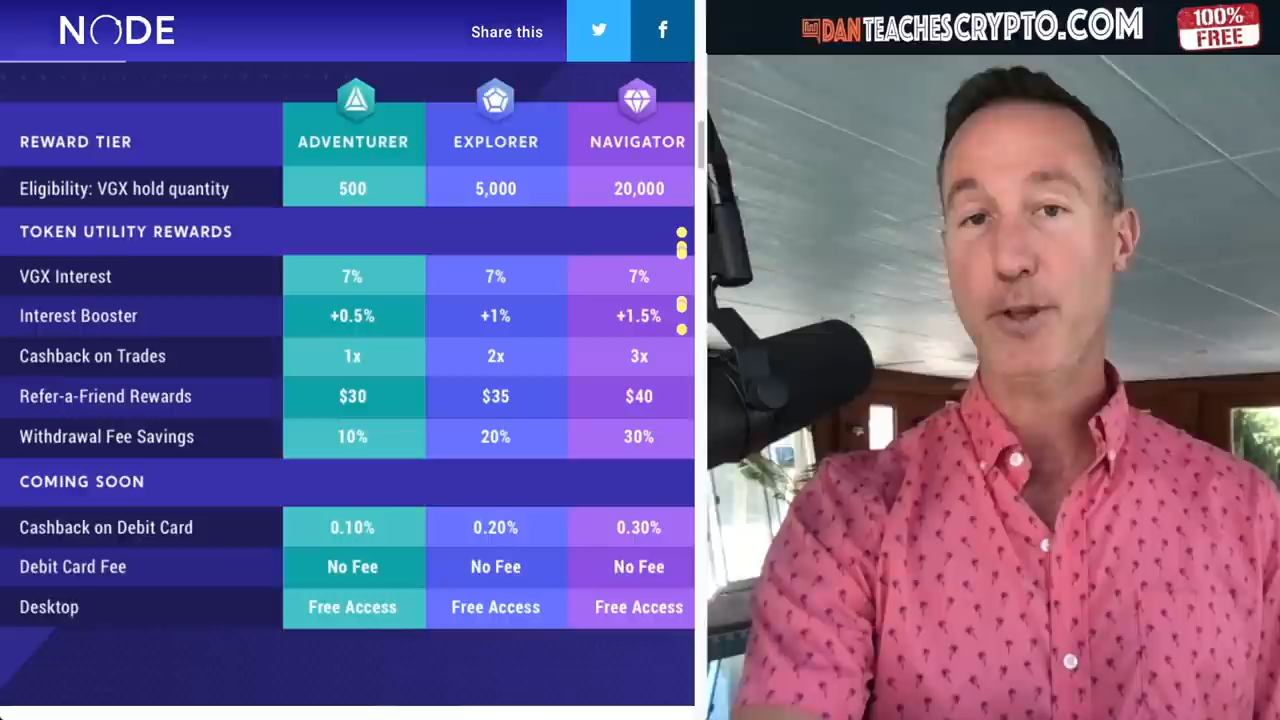 NODE
Share this
DANTEACHESCRYPTO.COM
100%
FREE
REWARD TIER ADVENTURER EXPLORER NAVIGATOR
Eligibility: VGX hold quantity 500 5,000 20,000
TOKEN UTILITY REWARDS
VGX Interest 7% 7% 7%
Interest Booster +0.5% +1% +1.5%
Cashback on Trades 1x 2x 3x
Refer-a-Friend Rewards $30 $35 $40
Withdrawal Fee Savings 10% 20% 30%
COMING SOON
Cashback on Debit Card 0.10% 0.20% 0.30%
Debit Card Fee No Fee No Fee No Fee
Desktop Free Access Free Access Free Access